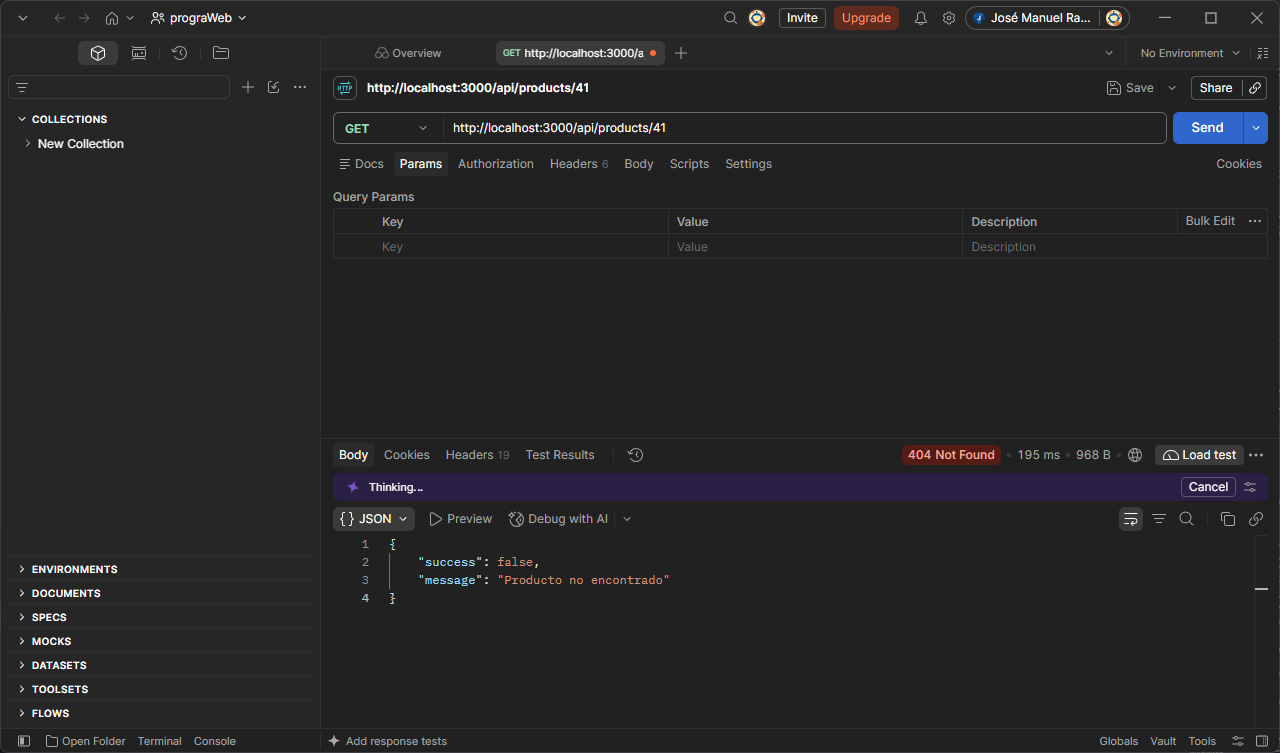 prograWeb
Invite
Upgrade
José Manuel Ra...
Overview
GET http://localhost:3000/a
No Environment
HTTP http://localhost:3000/api/products/41
Save
Share
COLLECTIONS
New Collection
GET
http://localhost:3000/api/products/41
Send
Docs Params Authorization Headers 6 Body Scripts Settings
Cookies
Query Params
Key Value Description Bulk Edit
Key Value Description
Body Cookies Headers 19 Test Results
404 Not Found 195 ms 968 B Load test
Thinking...
Cancel
{} JSON Preview Debug with AI
1 {
2 "success": false,
3 "message": "Producto no encontrado"
4 }
ENVIRONMENTS
DOCUMENTS
SPECS
MOCKS
DATASETS
TOOLSETS
FLOWS
Open Folder Terminal Console
Add response tests
Globals Vault Tools